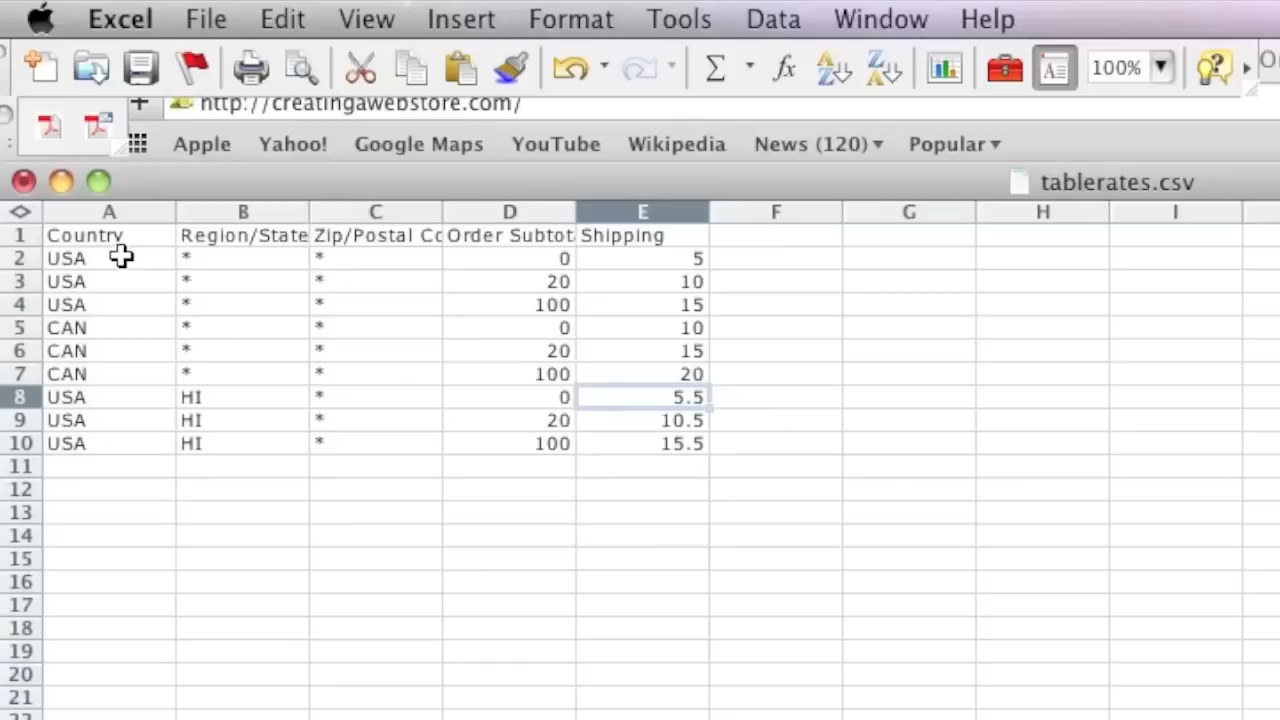 Excel File Edit View Insert Format Tools Data Window Help
100%
http://creatingawebstore.com/
Apple Yahoo! Google Maps YouTube Wikipedia News (120) Popular
tablerates.csv
A B C D E F G H I
1 Country Region/State Zip/Postal Co Order Subtota Shipping
2 USA * * 0 5
3 USA * * 20 10
4 USA * * 100 15
5 CAN * * 0 10
6 CAN * * 20 15
7 CAN * * 100 20
8 USA HI * 0 5.5
9 USA HI * 20 10.5
10 USA HI * 100 15.5
11
12
13
14
15
16
17
18
19
20
21
22